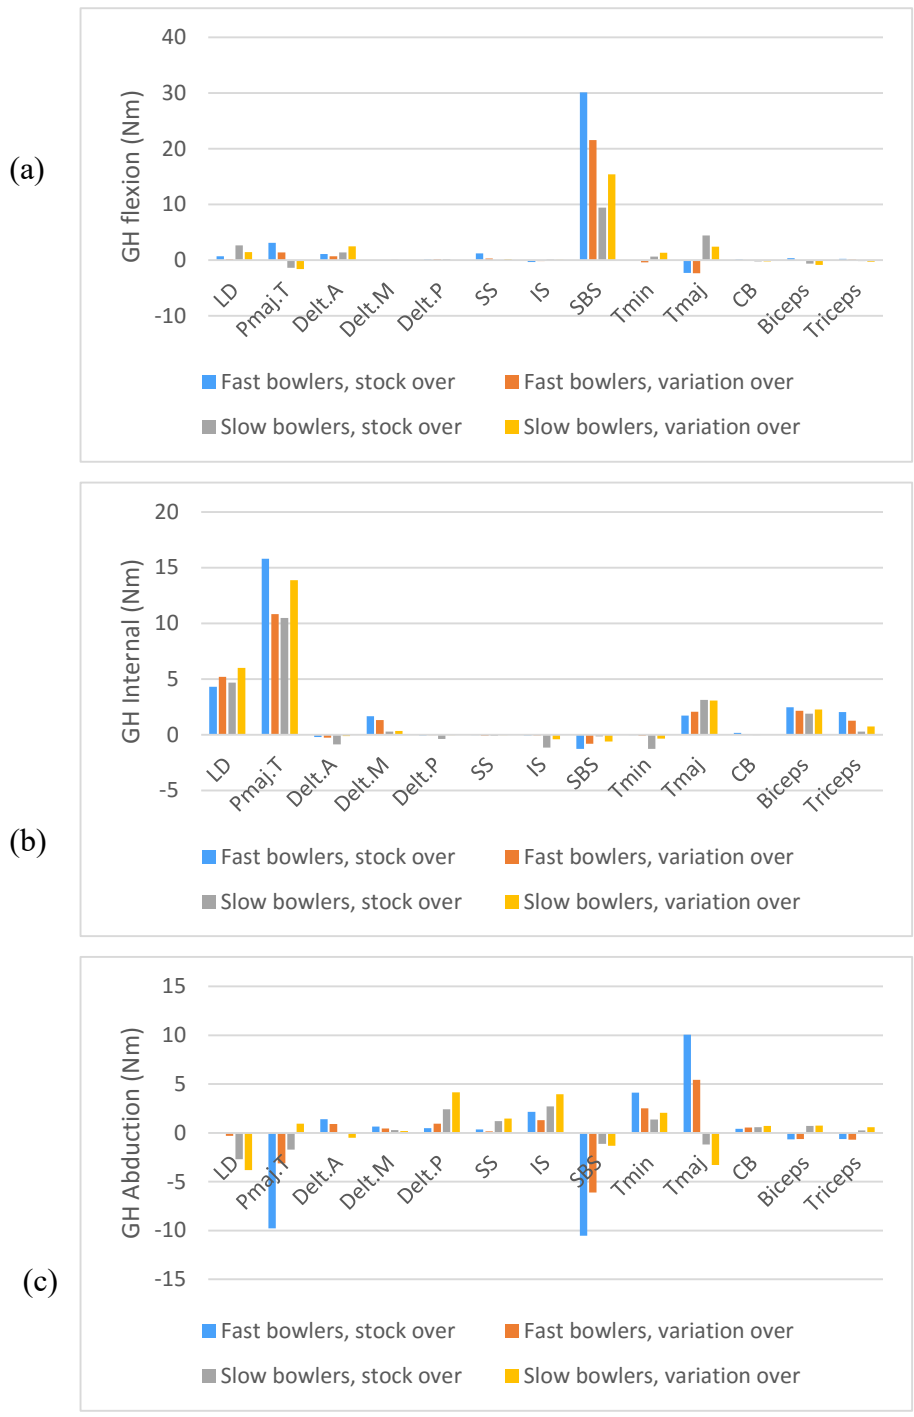 (a)
GH flexion (Nm)
40
30
20
10
0
-10
LD Pmaj.T Delt.A Delt.M Delt.P SS IS SBS Tmin Tmaj CB Biceps Triceps
Fast bowlers, stock over Fast bowlers, variation over
Slow bowlers, stock over Slow bowlers, variation over
(b)
GH Internal (Nm)
20
15
10
5
0
-5
LD Pmaj.T Delt.A Delt.M Delt.P SS IS SBS Tmin Tmaj CB Biceps Triceps
Fast bowlers, stock over Fast bowlers, variation over
Slow bowlers, stock over Slow bowlers, variation over
(c)
GH Abduction (Nm)
15
10
5
0
-5
-10
-15
LD Pmaj.T Delt.A Delt.M Delt.P SS IS SBS Tmin Tmaj CB Biceps Triceps
Fast bowlers, stock over Fast bowlers, variation over
Slow bowlers, stock over Slow bowlers, variation over